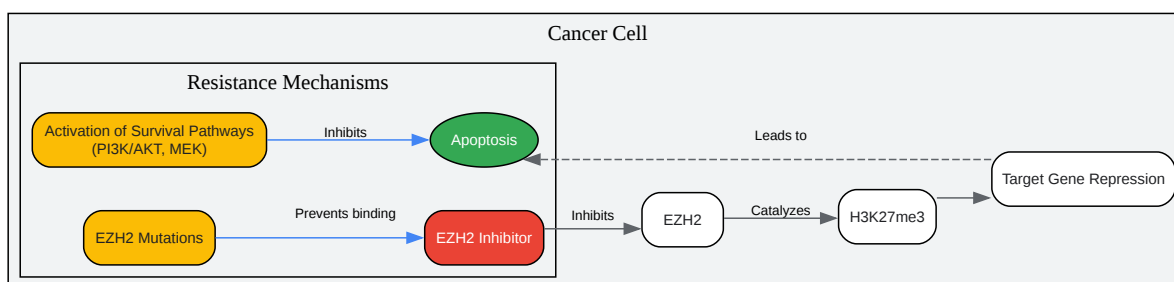 Cancer Cell
Resistance Mechanisms
Activation of Survival Pathways
(PI3K/AKT, MEK)
Inhibits
Apoptosis
Leads to
Target Gene Repression
EZH2 Mutations
Prevents binding
EZH2 Inhibitor
Inhibits
EZH2
Catalyzes
H3K27me3